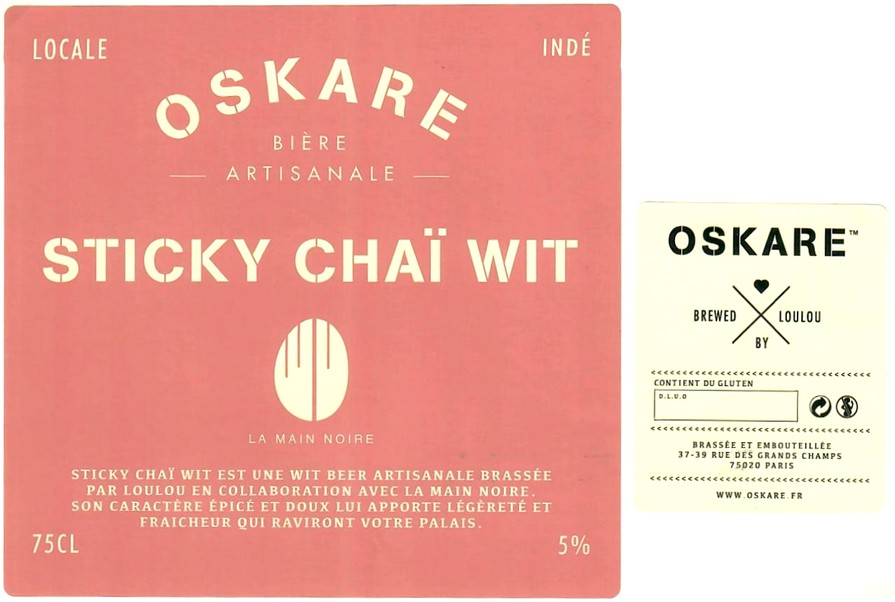 LOCALE
INDÉ
OSKARE
BIÈRE
ARTISANALE
STICKY CHAÏ WIT
LA MAIN NOIRE
STICKY CHAÏ WIT EST UNE WIT BEER ARTISANALE BRASSÉE
PAR LOULOU EN COLLABORATION AVEC LA MAIN NOIRE.
SON CARACTÈRE ÉPICÉ ET DOUX LUI APPORTE LÉGÈRETÉ ET
FRAICHEUR QUI RAVIRONT VOTRE PALAIS.
75CL
5%
OSKARE™
BREWED LOULOU
BY
CONTIENT DU GLUTEN
D.L.U.O
BRASSÉE ET EMBOUTEILLÉE
37-39 RUE DES GRANDS CHAMPS
75020 PARIS
WWW.OSKARE.FR